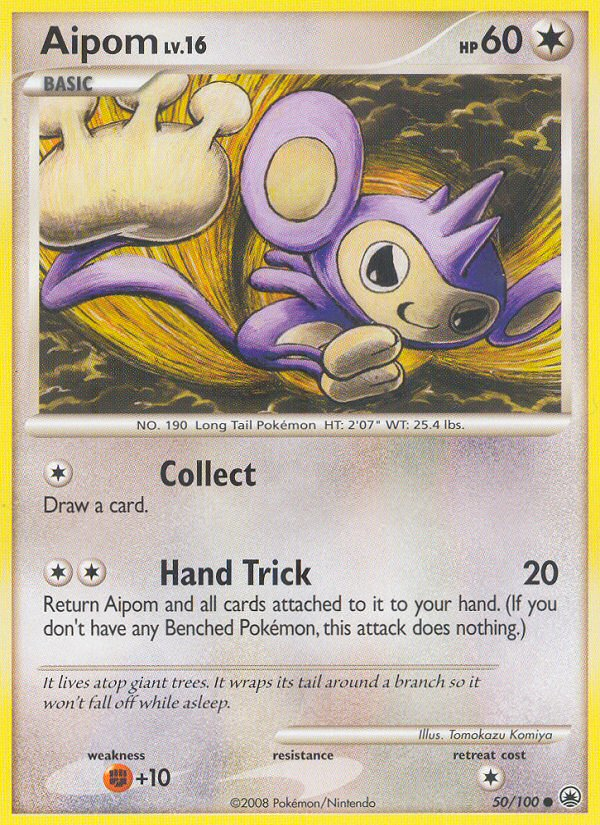 Aipom LV.16 HP 60
BASIC
NO. 190 Long Tail Pokémon HT: 2'07" WT: 25.4 lbs.
Collect
Draw a card.
Hand Trick 20
Return Aipom and all cards attached to it to your hand. (If you
don't have any Benched Pokémon, this attack does nothing.)
It lives atop giant trees. It wraps its tail around a branch so it
won't fall off while asleep.
Illus. Tomokazu Komiya
weakness resistance retreat cost
+10
©2008 Pokémon/Nintendo 50/100